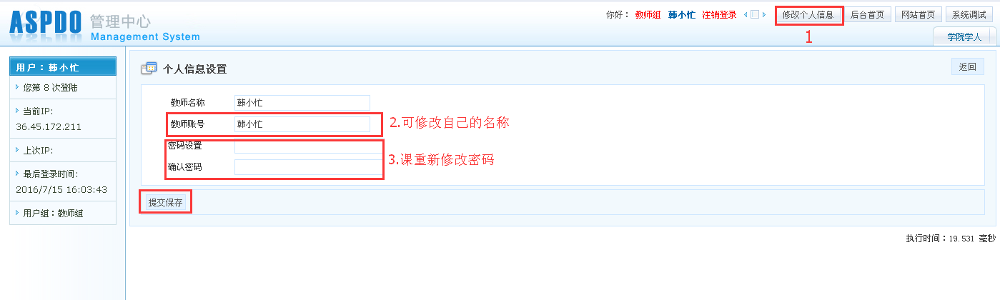 ASPDO 管理中心
Management System
你好： 教师组 韩小忙 注销登录
修改个人信息 后台首页 网站首页 系统调试
1
学院学人
用户：韩小忙
您第 8 次登陆
当前IP:
36.45.172.211
上次IP:
最后登录时间:
2016/7/15 16:03:43
用户组：教师组
个人信息设置
返回
教师名称 韩小忙
教师账号 韩小忙
2.可修改自己的名称
密码设置
3.课重新修改密码
确认密码
提交保存
执行时间：19.531 毫秒